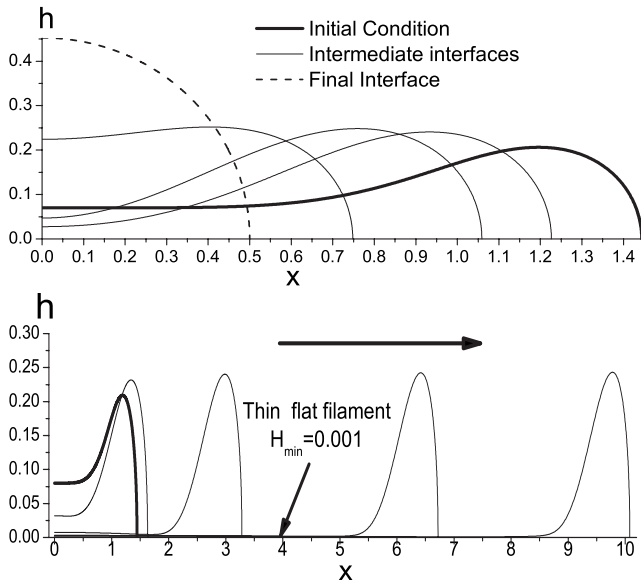 h
Initial Condition
Intermediate interfaces
Final Interface
0.4
0.3
0.2
0.1
0.0
0.0 0.1 0.2 0.3 0.4 0.5 0.6 0.7 0.8 0.9 1.0 1.1 1.2 1.3 1.4
x
h
0.30
0.25
0.20
0.15
0.10
0.05
0.00
Thin flat filament
Hmin=0.001
0 1 2 3 4 5 6 7 8 9 10
x